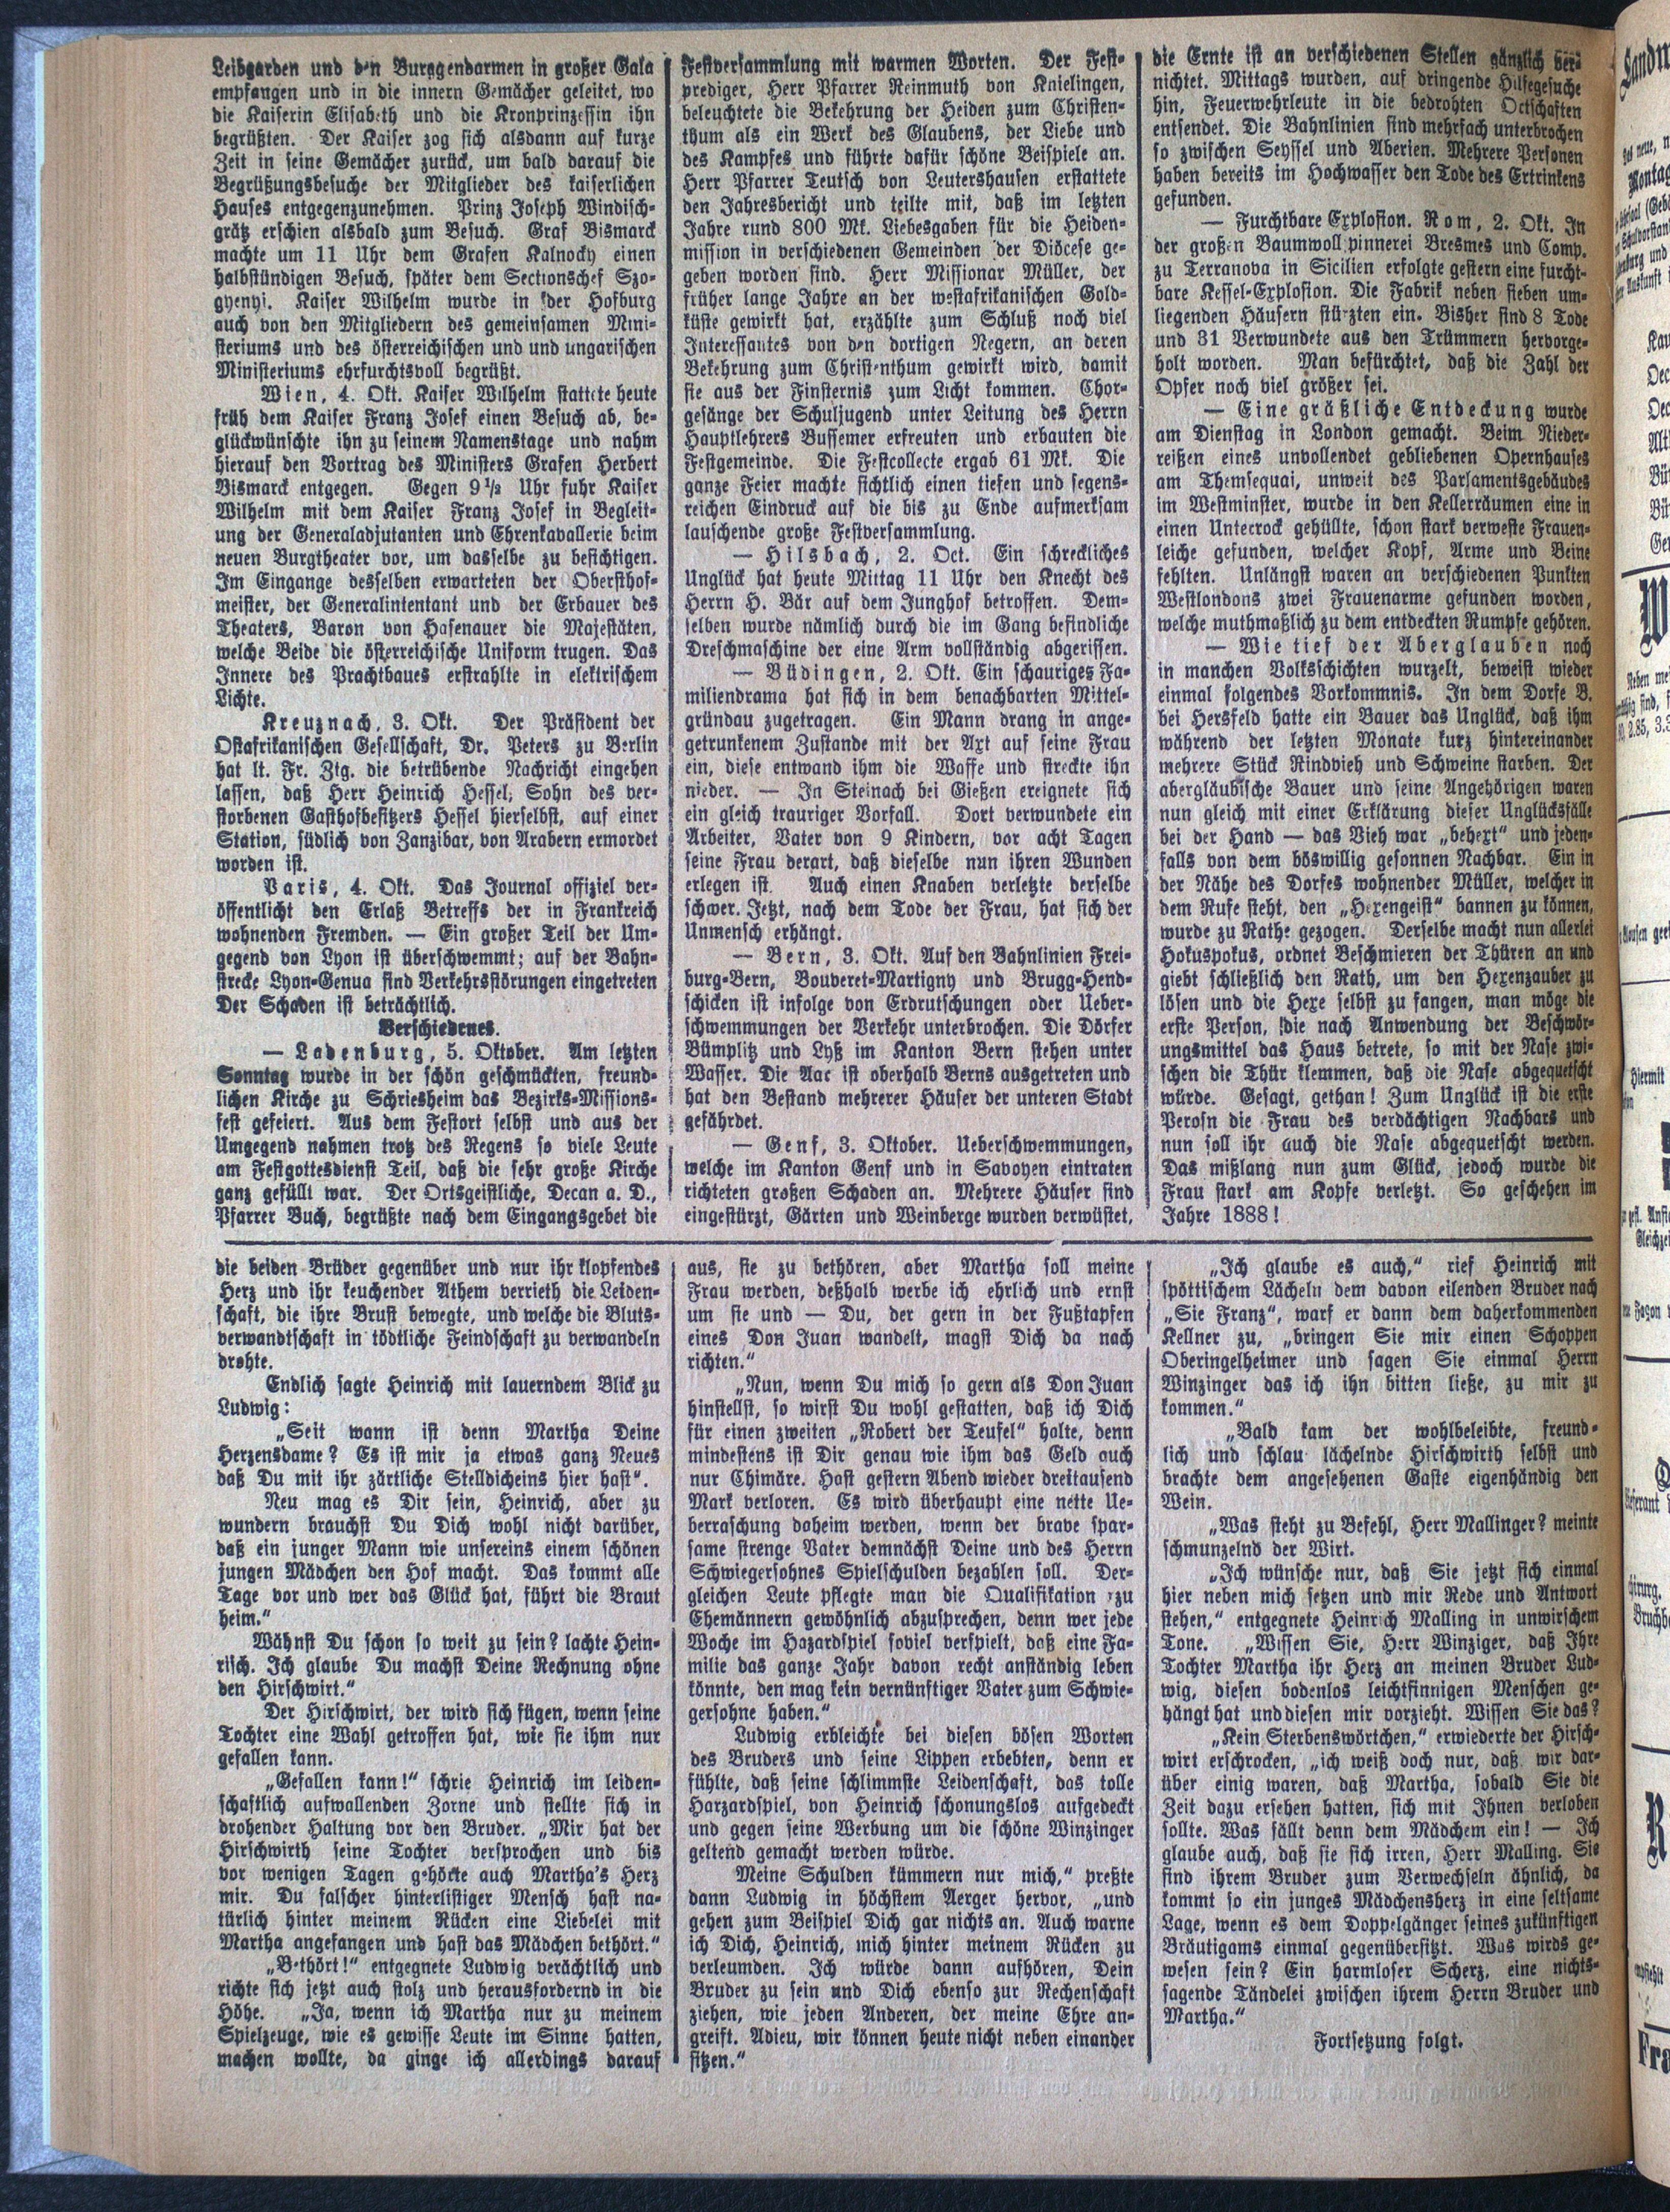 Leibgarden und den Burggendarmen in großer Gala
empfangen und in die innern Gemächer geleitet, wo
die Kaiserin Elisabeth und die Kronprinzessin ihn
begrüßten. Der Kaiser zog sich alsdann auf kurze
Zeit in seine Gemächer zurück, um bald darauf die
Begrüßungsbesuche der Mitglieder des kaiserlichen
Hauses entgegenzunehmen. Prinz Joseph Windisch-
grätz erschien alsbald zum Besuch. Graf Bismarck
machte um 11 Uhr dem Grafen Kalnocky einen
halbstündigen Besuch, später dem Sectionschef Szo-
gyenyi. Kaiser Wilhelm wurde in der Hofburg
auch von den Mitgliedern des gemeinsamen Mini-
steriums und des österreichischen und und ungarischen
Ministeriums ehrfurchtsvoll begrüßt.
Wien, 4. Okt. Kaiser Wilhelm stattete heute
früh dem Kaiser Franz Josef einen Besuch ab, be-
glückwünschte ihn zu seinem Namenstage und nahm
hierauf den Vortrag des Ministers Grafen Herbert
Bismarck entgegen. Gegen 9½ Uhr fuhr Kaiser
Wilhelm mit dem Kaiser Franz Josef in Begleit-
ung der Generaladjutanten und Ehrenkavallerie beim
neuen Burgtheater vor, um dasselbe zu besichtigen.
Im Eingange desselben erwarteten der Obersthof-
meister, der Generalintentant und der Erbauer des
Theaters, Baron von Hasenauer die Majestäten,
welche Beide die österreichische Uniform trugen. Das
Innere des Prachtbaues erstrahlte in elektrischem
Lichte.
Kreuznach, 3. Okt. Der Präsident der
Ostafrikanischen Gesellschaft, Dr. Peters zu Berlin
hat lt. Fr. Ztg. die betrübende Nachricht eingehen
lassen, daß Herr Heinrich Hessel, Sohn des ver-
storbenen Gasthofbesitzers Hessel hierselbst, auf einer
Station, südlich von Zanzibar, von Arabern ermordet
worden ist.
Paris, 4. Okt. Das Journal offiziel ver-
öffentlicht den Erlaß Betreffs der in Frankreich
wohnenden Fremden. — Ein großer Teil der Um-
gegend von Lyon ist überschwemmt; auf der Bahn-
strecke Lyon-Genua sind Verkehrsstörungen eingetreten
Der Schaden ist beträchtlich.
Verschiedenes.
— Ladenburg, 5. Oktober. Am letzten
Sonntag wurde in der schön geschmückten, freund-
lichen Kirche zu Schriesheim das Bezirks-Missions-
fest gefeiert. Aus dem Festort selbst und aus der
Umgegend nahmen trotz des Regens so viele Leute
am Festgottesdienst Teil, daß die sehr große Kirche
ganz gefüllt war. Der Ortsgeistliche, Decan a. D.,
Pfarrer Buch, begrüßte nach dem Eingangsgebet die
Festversammlung mit warmen Worten. Der Fest-
prediger, Herr Pfarrer Reinmuth von Knielingen,
beleuchtete die Bekehrung der Heiden zum Christen-
thum als ein Werk des Glaubens, der Liebe und
des Kampfes und führte dafür schöne Beispiele an.
Herr Pfarrer Teutsch von Leutershausen erstattete
den Jahresbericht und teilte mit, daß im letzten
Jahre rund 800 Mk. Liebesgaben für die Heiden-
mission in verschiedenen Gemeinden der Diöcese ge-
geben worden sind. Herr Missionar Müller, der
früher lange Jahre an der westafrikanischen Gold-
küste gewirkt hat, erzählte zum Schluß noch viel
Interessantes von den dortigen Negern, an deren
Bekehrung zum Christenthum gewirkt wird, damit
sie aus der Finsternis zum Licht kommen. Chor-
gesänge der Schuljugend unter Leitung des Herrn
Hauptlehrers Bussemer erfreuten und erbauten die
Festgemeinde. Die Festcollecte ergab 61 Mk. Die
ganze Feier machte sichtlich einen tiefen und segens-
reichen Eindruck auf die bis zu Ende aufmerksam
lauschende große Festversammlung.
— Hilsbach, 2. Oct. Ein schreckliches
Unglück hat heute Mittag 11 Uhr den Knecht des
Herrn H. Bär auf dem Junghof betroffen. Dem-
selben wurde nämlich durch die im Gang befindliche
Dreschmaschine der eine Arm vollständig abgerissen.
— Büdingen, 2. Okt. Ein schauriges Fa-
miliendrama hat sich in dem benachbarten Mittel-
gründau zugetragen. Ein Mann drang in ange-
getrunkenem Zustande mit der Axt auf seine Frau
ein, diese entwand ihm die Waffe und streckte ihn
nieder. — In Steinach bei Gießen ereignete sich
ein gleich trauriger Vorfall. Dort verwundete ein
Arbeiter, Vater von 9 Kindern, vor acht Tagen
seine Frau derart, daß dieselbe nun ihren Wunden
erlegen ist. Auch einen Knaben verletzte derselbe
schwer. Jetzt, nach dem Tode der Frau, hat sich der
Unmensch erhängt.
— Bern, 3. Okt. Auf den Bahnlinien Frei-
burg-Bern, Bouveret-Martigny und Brugg-Hend-
schicken ist infolge von Erdrutschungen oder Ueber-
schwemmungen der Verkehr unterbrochen. Die Dörfer
Bümplitz und Lyß im Kanton Bern stehen unter
Wasser. Die Aar ist oberhalb Berns ausgetreten und
hat den Bestand mehrerer Häuser der unteren Stadt
gefährdet.
— Genf, 3. Oktober. Ueberschwemmungen,
welche im Kanton Genf und in Savoyen eintraten
richteten großen Schaden an. Mehrere Häuser sind
eingestürzt, Gärten und Weinberge wurden verwüstet,
die Ernte ist an verschiedenen Stellen gänzlich ver-
nichtet. Mittags wurden, auf dringende Hilfegesuche
hin, Feuerwehrleute in die bedrohten Octschaften
entsendet. Die Bahnlinien sind mehrfach unterbrochen
so zwischen Seyssel und Aberien. Mehrere Personen
haben bereits im Hochwasser den Tode des Ertrinkens
gefunden.
— Furchtbare Explosion. Rom, 2. Okt. In
der großen Baumwollspinnerei Bresmes und Comp.
zu Terranova in Sicilien erfolgte gestern eine furcht-
bare Kessel-Explosion. Die Fabrik neben sieben um-
liegenden Häusern stürzten ein. Bisher sind 8 Tode
und 31 Verwundete aus den Trümmern hervorge-
holt worden. Man befürchtet, daß die Zahl der
Opfer noch viel größer sei.
— Eine gräßliche Entdeckung wurde
am Dienstag in London gemacht. Beim Nieder-
reißen eines unvollendet gebliebenen Opernhauses
am Themsequai, unweit des Parlamentsgebäudes
im Westminster, wurde in den Kellerräumen eine in
einen Unterrock gehüllte, schon stark verweste Frauen-
leiche gefunden, welcher Kopf, Arme und Beine
fehlten. Unlängst waren an verschiedenen Punkten
Westlondons zwei Frauenarme gefunden worden,
welche muthmaßlich zu dem entdeckten Rumpfe gehören.
— Wie tief der Aberglauben noch
in manchen Volksschichten wurzelt, beweist wieder
einmal folgendes Vorkommnis. In dem Dorfe B.
bei Hersfeld hatte ein Bauer das Unglück, daß ihm
während der letzten Monate kurz hintereinander
mehrere Stück Rindvieh und Schweine starben. Der
abergläubische Bauer und seine Angehörigen waren
nun gleich mit einer Erklärung dieser Unglücksfälle
bei der Hand — das Vieh war „behext“ und jeden-
falls von dem böswillig gesonnen Nachbar. Ein in
der Nähe des Dorfes wohnender Müller, welcher in
dem Rufe steht, den „Hexengeist“ bannen zu können,
wurde zu Rathe gezogen. Derselbe macht nun allerlei
Hokuspokus, ordnet Beschmieren der Thüren an und
giebt schließlich den Rath, um den Hexenzauber zu
lösen und die Hexe selbst zu fangen, man möge die
erste Person, die nach Anwendung der Beschwör-
ungsmittel das Haus betrete, so mit der Nase zwi-
schen die Thür klemmen, daß die Nase abgequetscht
würde. Gesagt, gethan! Zum Unglück ist die erste
Perosn die Frau des verdächtigen Nachbars und
nun soll ihr auch die Nase abgequetscht werden.
Das mißlang nun zum Glück, jedoch wurde die
Frau stark am Kopfe verletzt. So geschehen im
Jahre 1888!
die beiden Brüder gegenüber und nur ihr klopfendes
Herz und ihr keuchender Athem verrieth die Leiden-
schaft, die ihre Brust bewegte, und welche die Bluts-
verwandtschaft in tödtliche Feindschaft zu verwandeln
drohte.
Endlich sagte Heinrich mit lauerndem Blick zu
Ludwig:
„Seit wann ist denn Martha Deine
Herzensdame? Es ist mir ja etwas ganz Neues
daß Du mit ihr zärtliche Stelldicheins hier hast“.
Neu mag es Dir sein, Heinrich, aber zu
wundern brauchst Du Dich wohl nicht darüber,
daß ein junger Mann wie unsereins einem schönen
jungen Mädchen den Hof macht. Das kommt alle
Tage vor und wer das Glück hat, führt die Braut
heim.“
Wähnst Du schon so weit zu sein? lachte Hein-
risch. Ich glaube Du machst Deine Rechnung ohne
den Hirschwirt.“
Der Hirschwirt, der wird sich fügen, wenn seine
Tochter eine Wahl getroffen hat, wie sie ihm nur
gefallen kann.
„Gefallen kann!“ schrie Heinrich im leiden-
schaftlich aufwallenden Zorne und stellte sich in
drohender Haltung vor den Bruder. „Mir hat der
Hirschwirth seine Tochter versprochen und bis
vor wenigen Tagen gehörte auch Martha's Herz
mir. Du falscher hinterlistiger Mensch hast na-
türlich hinter meinem Rücken eine Liebelei mit
Martha angefangen und hast das Mädchen bethört.“
„Bethört!“ entgegnete Ludwig verächtlich und
richte sich jetzt auch stolz und herausfordernd in die
Höhe. „Ja, wenn ich Martha nur zu meinem
Spielzeuge, wie es gewisse Leute im Sinne hatten,
machen wollte, da ginge ich allerdings darauf
aus, sie zu bethören, aber Martha soll meine
Frau werden, deßhalb werbe ich ehrlich und ernst
um sie und — Du, der gern in der Fußtapfen
eines Don Juan wandelt, magst Dich da nach
richten.“
„Nun, wenn Du mich so gern als Don Juan
hinstellst, so wirst Du wohl gestatten, daß ich Dich
für einen zweiten „Robert der Teufel“ halte, denn
mindestens ist Dir genau wie ihm das Geld auch
nur Chimäre. Hast gestern Abend wieder dreitausend
Mark verloren. Es wird überhaupt eine nette Ue-
berraschung daheim werden, wenn der brave spar-
same strenge Vater demnächst Deine und des Herrn
Schwiegersohnes Spielschulden bezahlen soll. Der-
gleichen Leute pflegte man die Qualifikation zu
Ehemännern gewöhnlich abzusprechen, denn wer jede
Woche im Hazardspiel soviel verspielt, daß eine Fa-
milie das ganze Jahr davon recht anständig leben
könnte, den mag kein vernünftiger Vater zum Schwie-
gersohne haben.“
Ludwig erbleichte bei diesen bösen Worten
des Bruders und seine Lippen erbebten, denn er
fühlte, daß seine schlimmste Leidenschaft, das tolle
Harzardspiel, von Heinrich schonungslos aufgedeckt
und gegen seine Werbung um die schöne Winzinger
geltend gemacht werden würde.
Meine Schulden kümmern nur mich,“ preßte
dann Ludwig in höchstem Aerger hervor, „und
gehen zum Beispiel Dich gar nichts an. Auch warne
ich Dich, Heinrich, mich hinter meinem Rücken zu
verleumden. Ich würde dann aufhören, Dein
Bruder zu sein und Dich ebenso zur Rechenschaft
ziehen, wie jeden Anderen, der meine Ehre an-
greift. Adieu, wir können heute nicht neben einander
sitzen.“
„Ich glaube es auch,“ rief Heinrich mit
spöttischem Lächeln dem davon eilenden Bruder nach
„Sie Franz“, warf er dann dem daherkommenden
Kellner zu, „bringen Sie mir einen Schoppen
Oberingelheimer und sagen Sie einmal Herrn
Winzinger das ich ihn bitten ließe, zu mir zu
kommen.“
„Bald kam der wohlbeleibte, freund-
lich und schlau lächelnde Hirschwirth selbst und
brachte dem angesehenen Gaste eigenhändig den
Wein.
„Was steht zu Befehl, Herr Mallinger? meinte
schmunzelnd der Wirt.
„Ich wünsche nur, daß Sie jetzt sich einmal
hier neben mich setzen und mir Rede und Antwort
stehen,“ entgegnete Heinrich Malling in unwirschem
Tone. „Wissen Sie, Herr Winziger, daß Ihre
Tochter Martha ihr Herz an meinen Bruder Lud-
wig, diesen bodenlos leichtsinnigen Menschen ge-
hängt hat und diesen mir vorzieht. Wissen Sie das?
„Kein Sterbenswörtchen,“ erwiederte der Hirsch-
wirt erschrocken, „ich weiß doch nur, daß wir dar-
über einig waren, daß Martha, sobald Sie die
Zeit dazu ersehen hatten, sich mit Ihnen verloben
sollte. Was fällt denn dem Mädchem ein! — Ich
glaube auch, daß sie sich irren, Herr Malling. Sie
sind ihrem Bruder zum Verwechseln ähnlich, da
kommt so ein junges Mädchensherz in eine seltsame
Lage, wenn es dem Doppelgänger seines zukünftigen
Bräutigams einmal gegenübersitzt. Was wirds ge-
wesen sein? Ein harmloser Scherz, eine nichts-
sagende Tändelei zwischen ihrem Herrn Bruder und
Martha.“
Fortsetzung folgt.